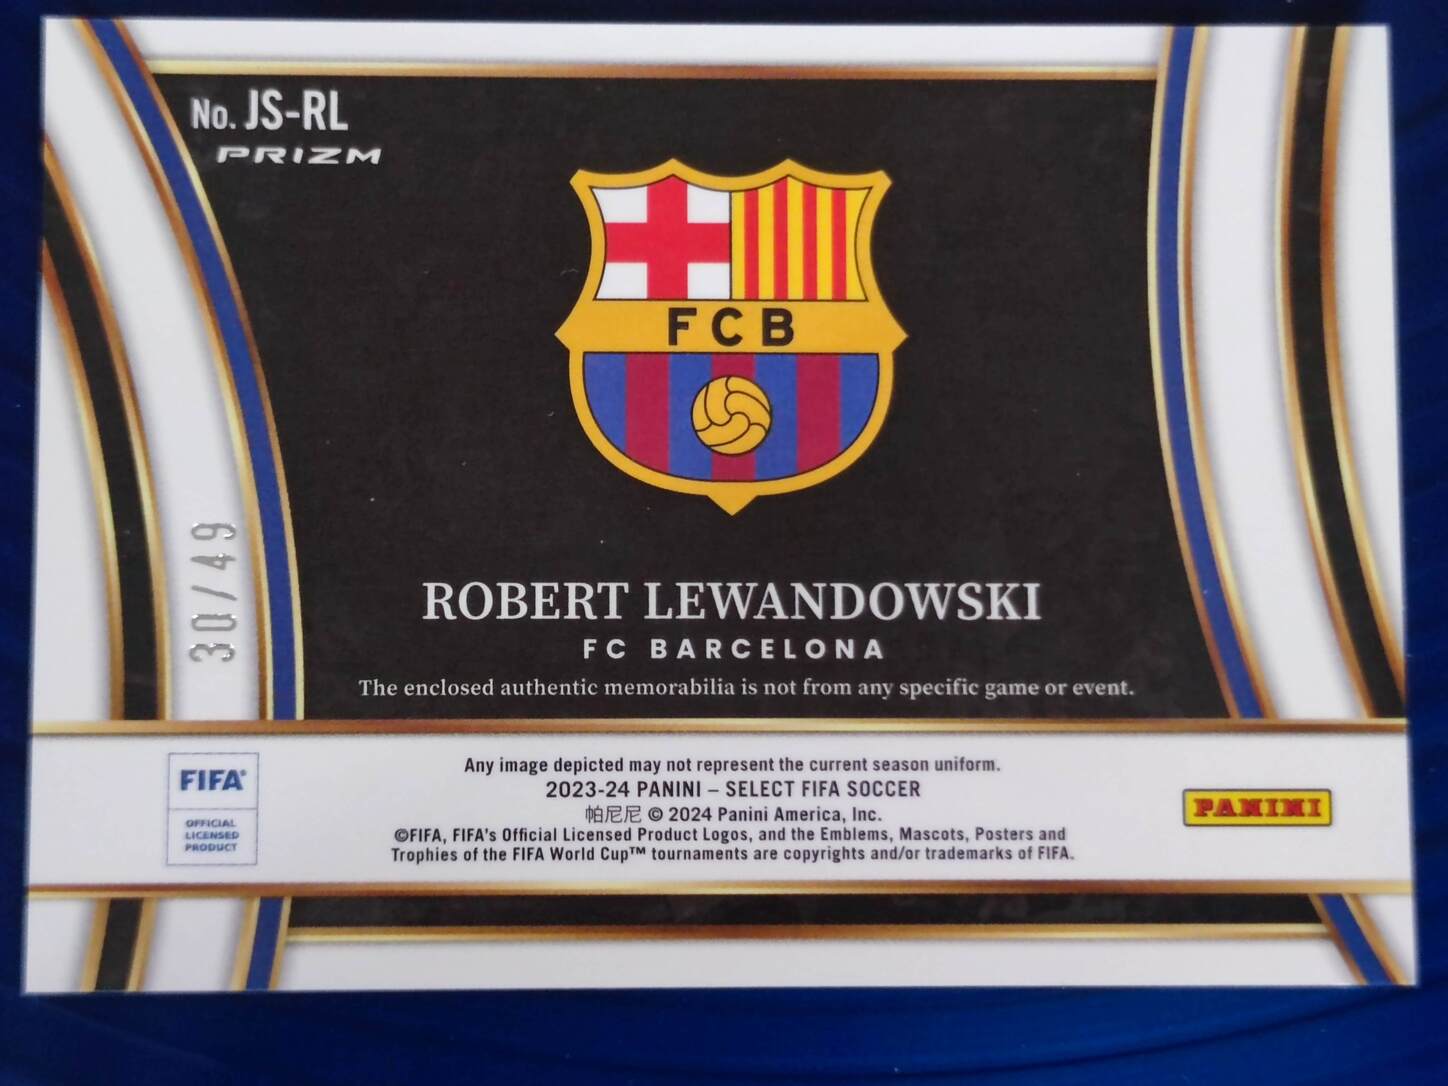 No. JS-RL
PRIZM
FCB
30/49
ROBERT LEWANDOWSKI
FC BARCELONA
The enclosed authentic memorabilia is not from any specific game or event.
FIFA®
OFFICIAL
LICENSED
PRODUCT
Any image depicted may not represent the current season uniform.
2023-24 PANINI – SELECT FIFA SOCCER
帕尼尼 © 2024 Panini America, Inc.
©FIFA, FIFA's Official Licensed Product Logos, and the Emblems, Mascots, Posters and
Trophies of the FIFA World Cup™ tournaments are copyrights and/or trademarks of FIFA.
PANINI